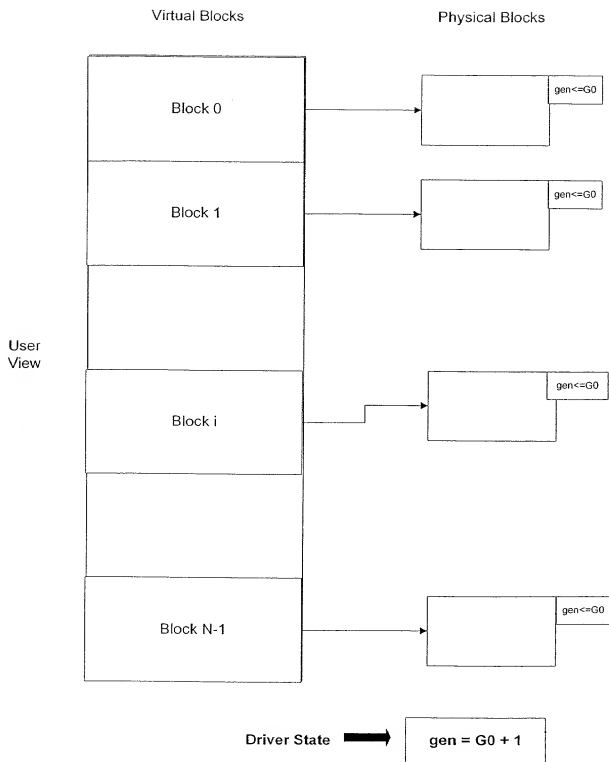 Virtual Blocks
Physical Blocks
Block 0
gen<=G0
Block 1
gen<=G0
User
View
Block i
gen<=G0
Block N-1
gen<=G0
Driver State
gen = G0 + 1